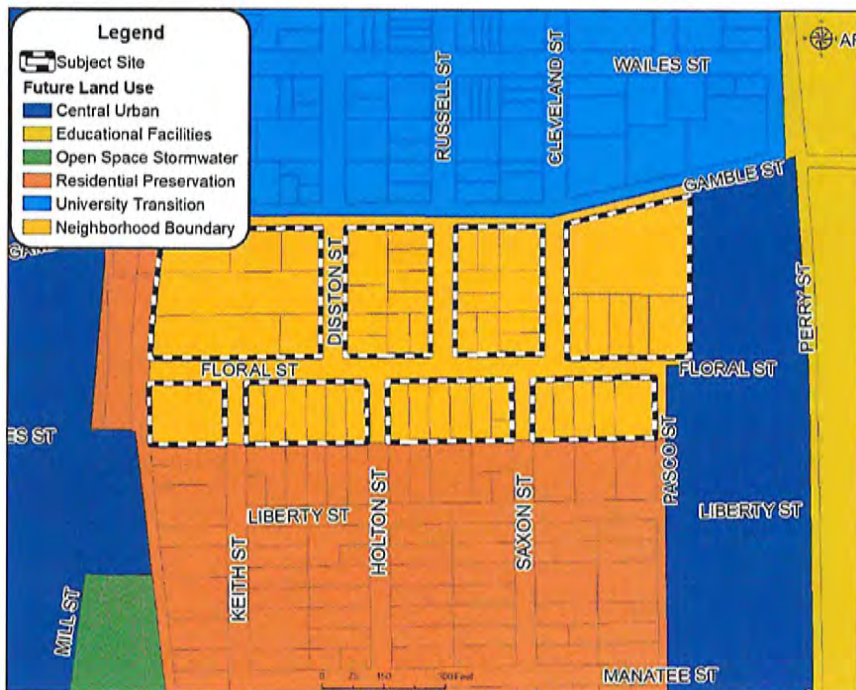 Legend
Subject Site
Future Land Use
Central Urban
Educational Facilities
Open Space Stormwater
Residential Preservation
University Transition
Neighborhood Boundary
RUSSELL ST
CLEVELAND ST
WAILES ST
GAMBLE ST
DISSTON ST
PERRY ST
FLORAL ST
FLORAL ST
ES ST
PASCO ST
HOLTON ST
SAXON ST
LIBERTY ST
LIBERTY ST
KEITH ST
MILL ST
MANATEE ST